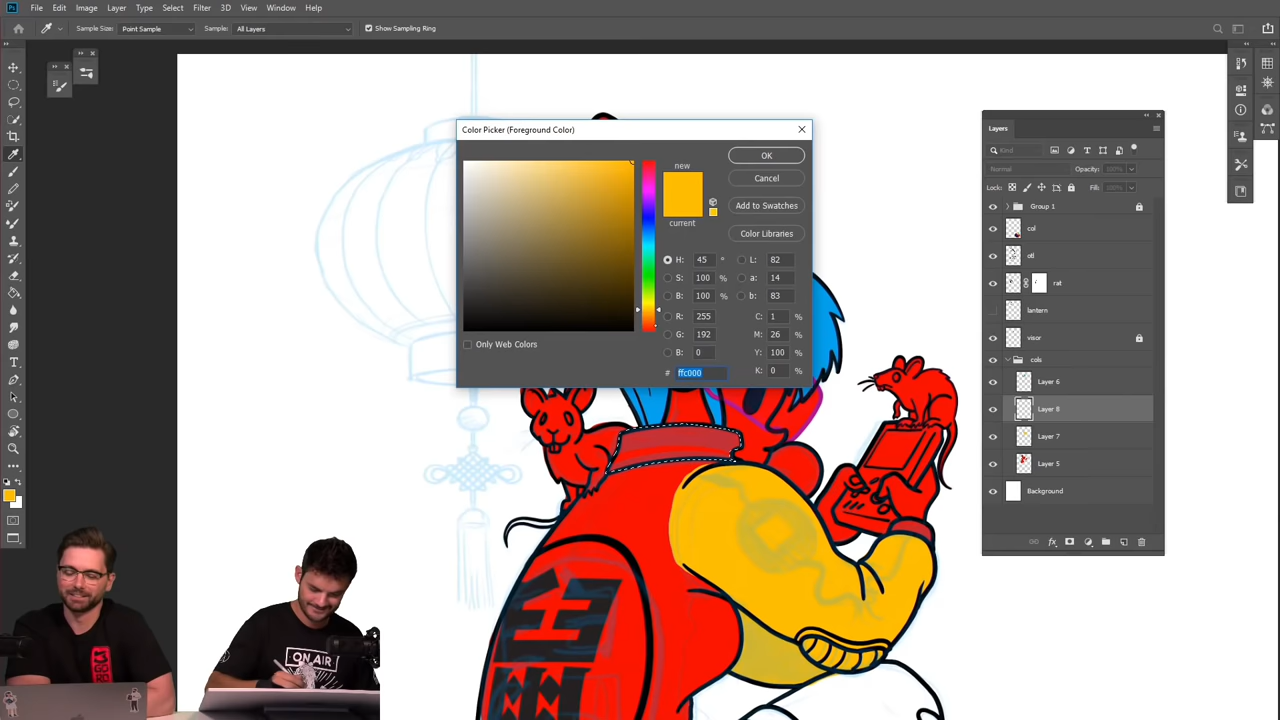 Ps File Edit Image Layer Type Select Filter 3D View Window Help
Sample Size: Point Sample Sample: All Layers Show Sampling Ring
Color Picker (Foreground Color)
new
current
OK
Cancel
Add to Swatches
Color Libraries
H: 45 °
S: 100 %
B: 100 %
R: 255
G: 192
B: 0
# ffc000
L: 82
a: 14
b: 83
C: 1 %
M: 26 %
Y: 100 %
K: 0 %
Only Web Colors
Layers
Kind
Normal Opacity:
Lock: Fill:
Group 1
col
otl
rat
lantern
visor
cols
Layer 6
Layer 8
Layer 7
Layer 5
Background
ON AIR